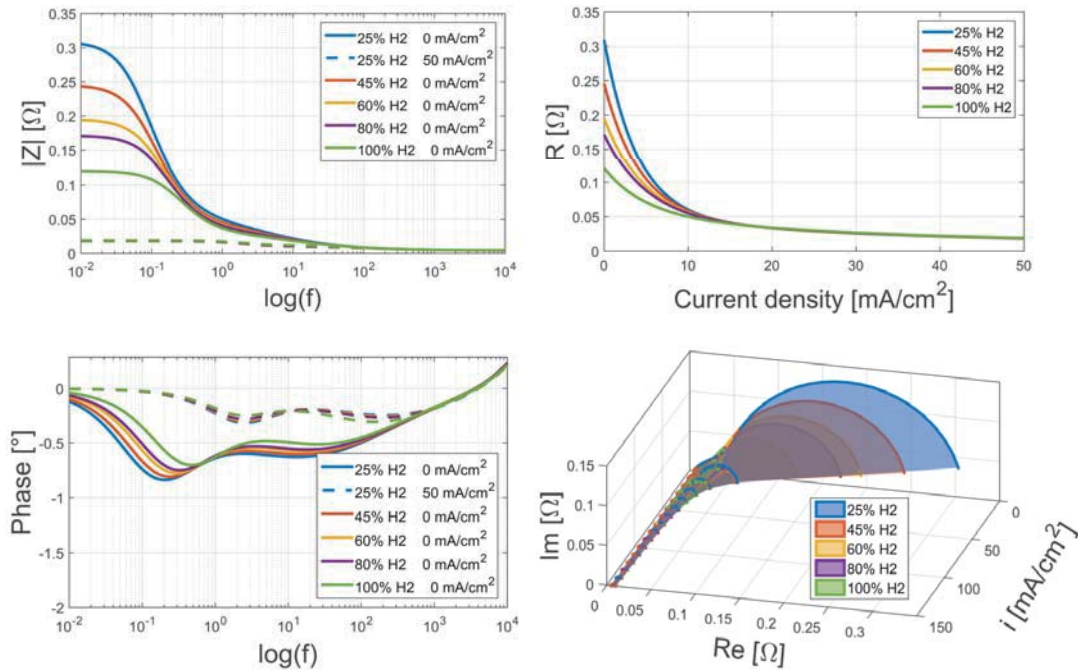 0.35
0.3
0.25
0.2
0.15
0.1
0.05
0
|Z| [Ω]
25% H2 0 mA/cm²
25% H2 50 mA/cm²
45% H2 0 mA/cm²
60% H2 0 mA/cm²
80% H2 0 mA/cm²
100% H2 0 mA/cm²
10⁻² 10⁻¹ 10⁰ 10¹ 10² 10³ 10⁴
log(f)
0.35
0.3
0.25
0.2
0.15
0.1
0.05
0
R [Ω]
25% H2
45% H2
60% H2
80% H2
100% H2
0 10 20 30 40 50
Current density [mA/cm²]
0
-0.5
-1
-1.5
-2
Phase [°]
25% H2 0 mA/cm²
25% H2 50 mA/cm²
45% H2 0 mA/cm²
60% H2 0 mA/cm²
80% H2 0 mA/cm²
100% H2 0 mA/cm²
10⁻² 10⁻¹ 10⁰ 10¹ 10² 10³ 10⁴
log(f)
0.15
0.1
0.05
0
Im [Ω]
25% H2
45% H2
60% H2
80% H2
100% H2
0 0.05 0.1 0.15 0.2 0.25 0.3
Re [Ω]
0
50
100
150
i [mA/cm²]